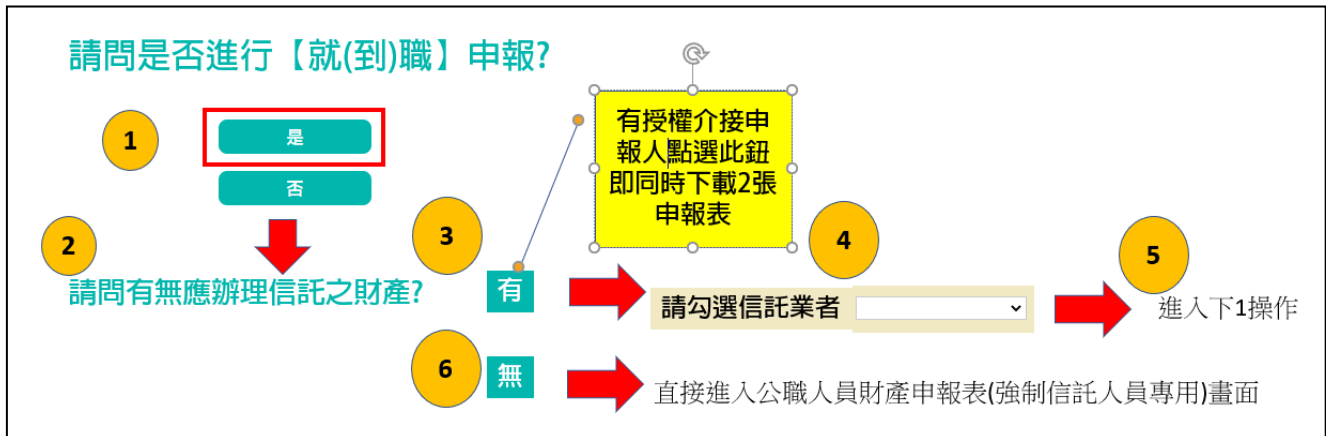 請問是否進行【就(到)職】申報?
1
是
否
2
請問有無應辦理信託之財產?
3
有
有授權介接申
報人點選此鈕
即同時下載2張
申報表
4
請勾選信託業者
5
進入下1操作
6
無
直接進入公職人員財產申報表(強制信託人員專用)畫面